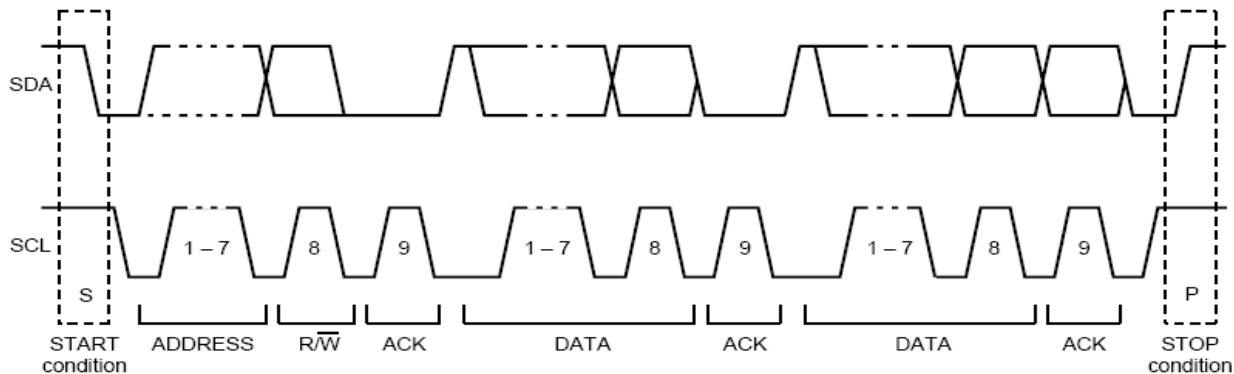 SDA
SCL
1 – 7
8
9
1 – 7
8
9
1 – 7
8
9
S
P
START
condition
ADDRESS
R/W̅
ACK
DATA
ACK
DATA
ACK
STOP
condition